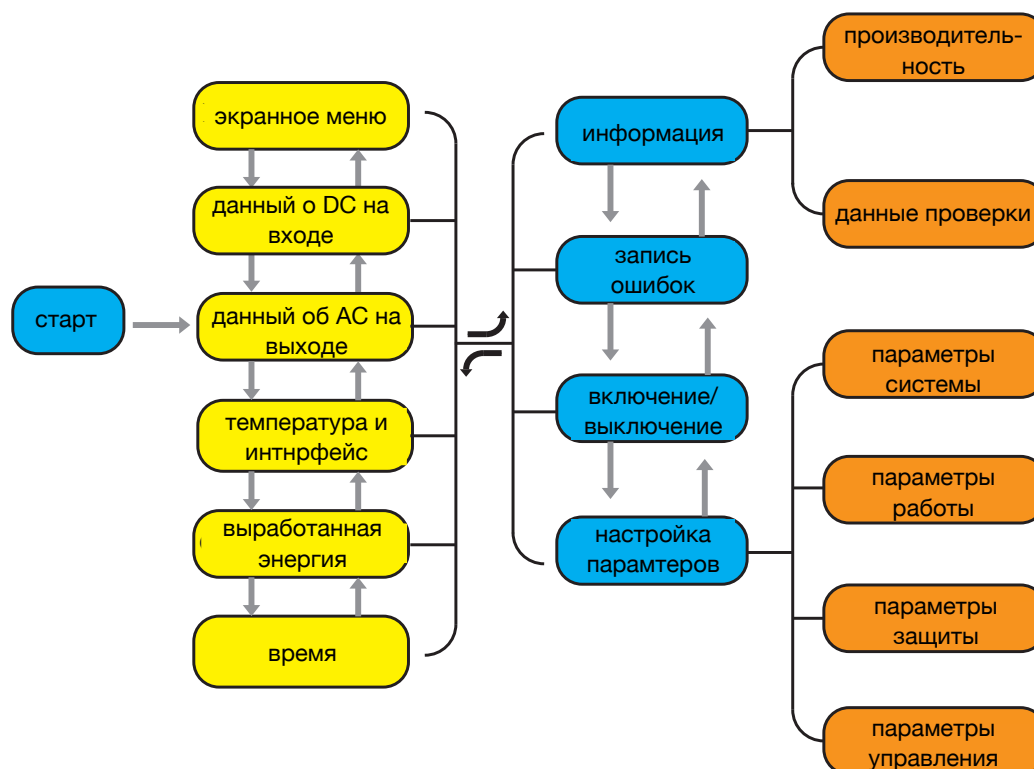 старт
экранное меню
данный о DC на
входе
данный об AC на
выходе
температура и
интнрфейс
выработанная
энергия
время
информация
запись
ошибок
включение/
выключение
настройка
парамтеров
производитель-
ность
данные проверки
параметры
системы
параметры
работы
параметры
защиты
параметры
управления